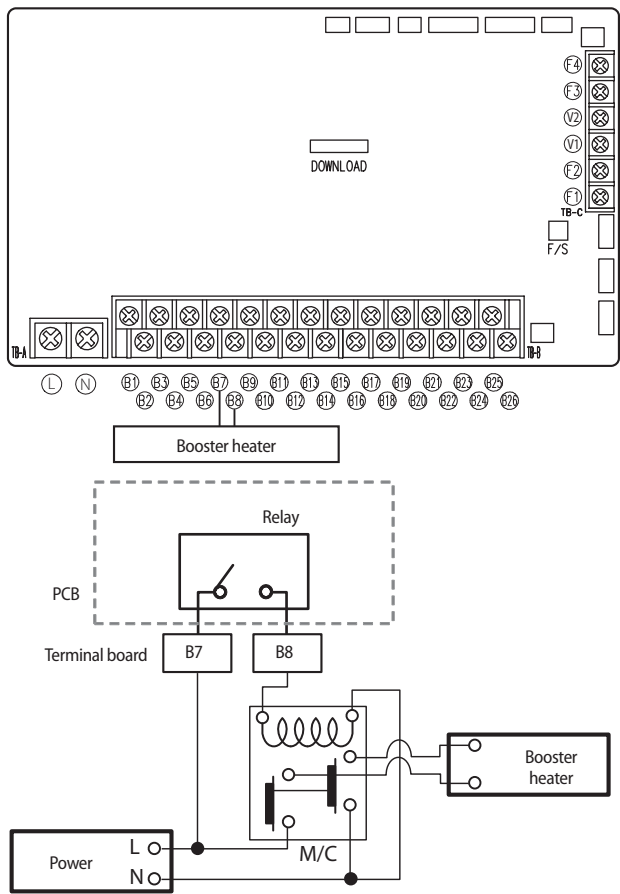 F4
F3
V2
V1
F2
F1
TB-C
DOWNLOAD
F/S
TB-A
TB-B
L N B1 B3 B5 B7 B9 B11 B13 B15 B17 B19 B21 B23 B25
B2 B4 B6 B8 B10 B12 B14 B16 B18 B20 B22 B24 B26
Booster heater
Relay
PCB
Terminal board
B7
B8
Booster
heater
M/C
Power
L
N